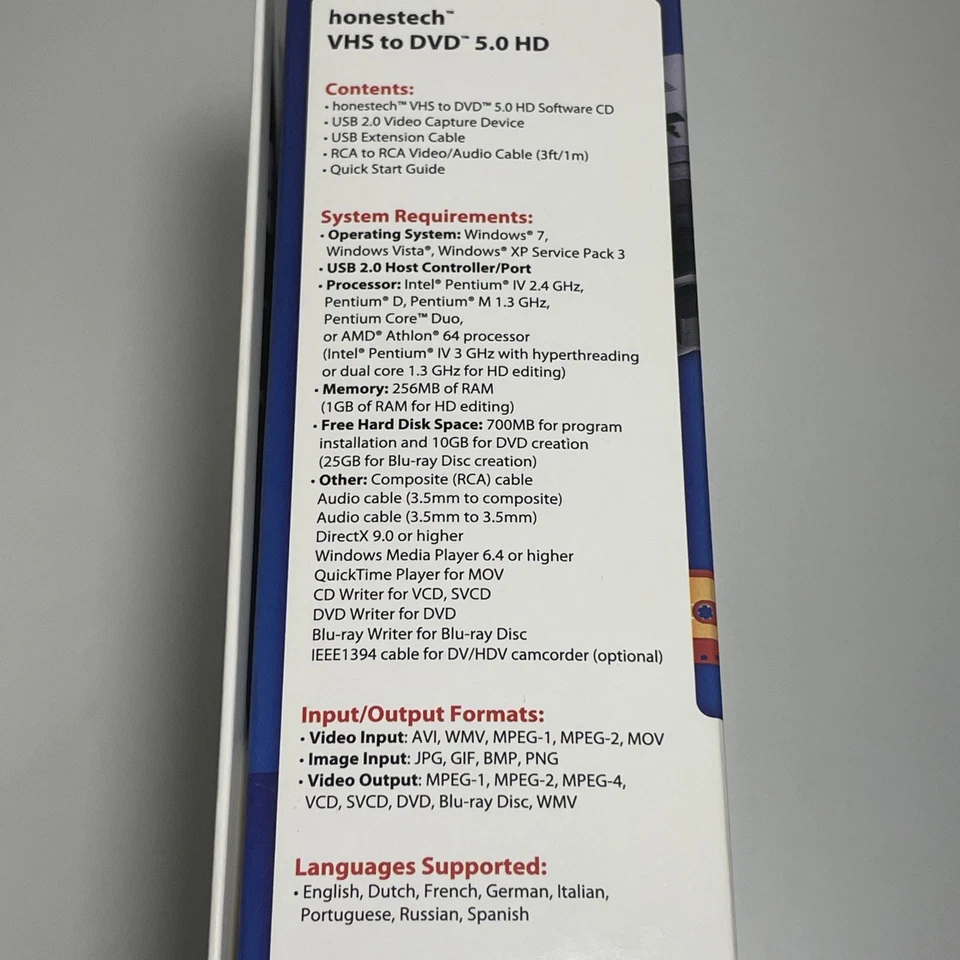 honestech™
VHS to DVD™ 5.0 HD
Contents:
• honestech™ VHS to DVD™ 5.0 HD Software CD
• USB 2.0 Video Capture Device
• USB Extension Cable
• RCA to RCA Video/Audio Cable (3ft/1m)
• Quick Start Guide
System Requirements:
• Operating System: Windows® 7,
Windows Vista®, Windows® XP Service Pack 3
• USB 2.0 Host Controller/Port
• Processor: Intel® Pentium® IV 2.4 GHz,
Pentium® D, Pentium® M 1.3 GHz,
Pentium Core™ Duo,
or AMD® Athlon® 64 processor
(Intel® Pentium® IV 3 GHz with hyperthreading
or dual core 1.3 GHz for HD editing)
• Memory: 256MB of RAM
(1GB of RAM for HD editing)
• Free Hard Disk Space: 700MB for program
installation and 10GB for DVD creation
(25GB for Blu-ray Disc creation)
• Other: Composite (RCA) cable
Audio cable (3.5mm to composite)
Audio cable (3.5mm to 3.5mm)
DirectX 9.0 or higher
Windows Media Player 6.4 or higher
QuickTime Player for MOV
CD Writer for VCD, SVCD
DVD Writer for DVD
Blu-ray Writer for Blu-ray Disc
IEEE1394 cable for DV/HDV camcorder (optional)
Input/Output Formats:
• Video Input: AVI, WMV, MPEG-1, MPEG-2, MOV
• Image Input: JPG, GIF, BMP, PNG
• Video Output: MPEG-1, MPEG-2, MPEG-4,
VCD, SVCD, DVD, Blu-ray Disc, WMV
Languages Supported:
• English, Dutch, French, German, Italian,
Portuguese, Russian, Spanish